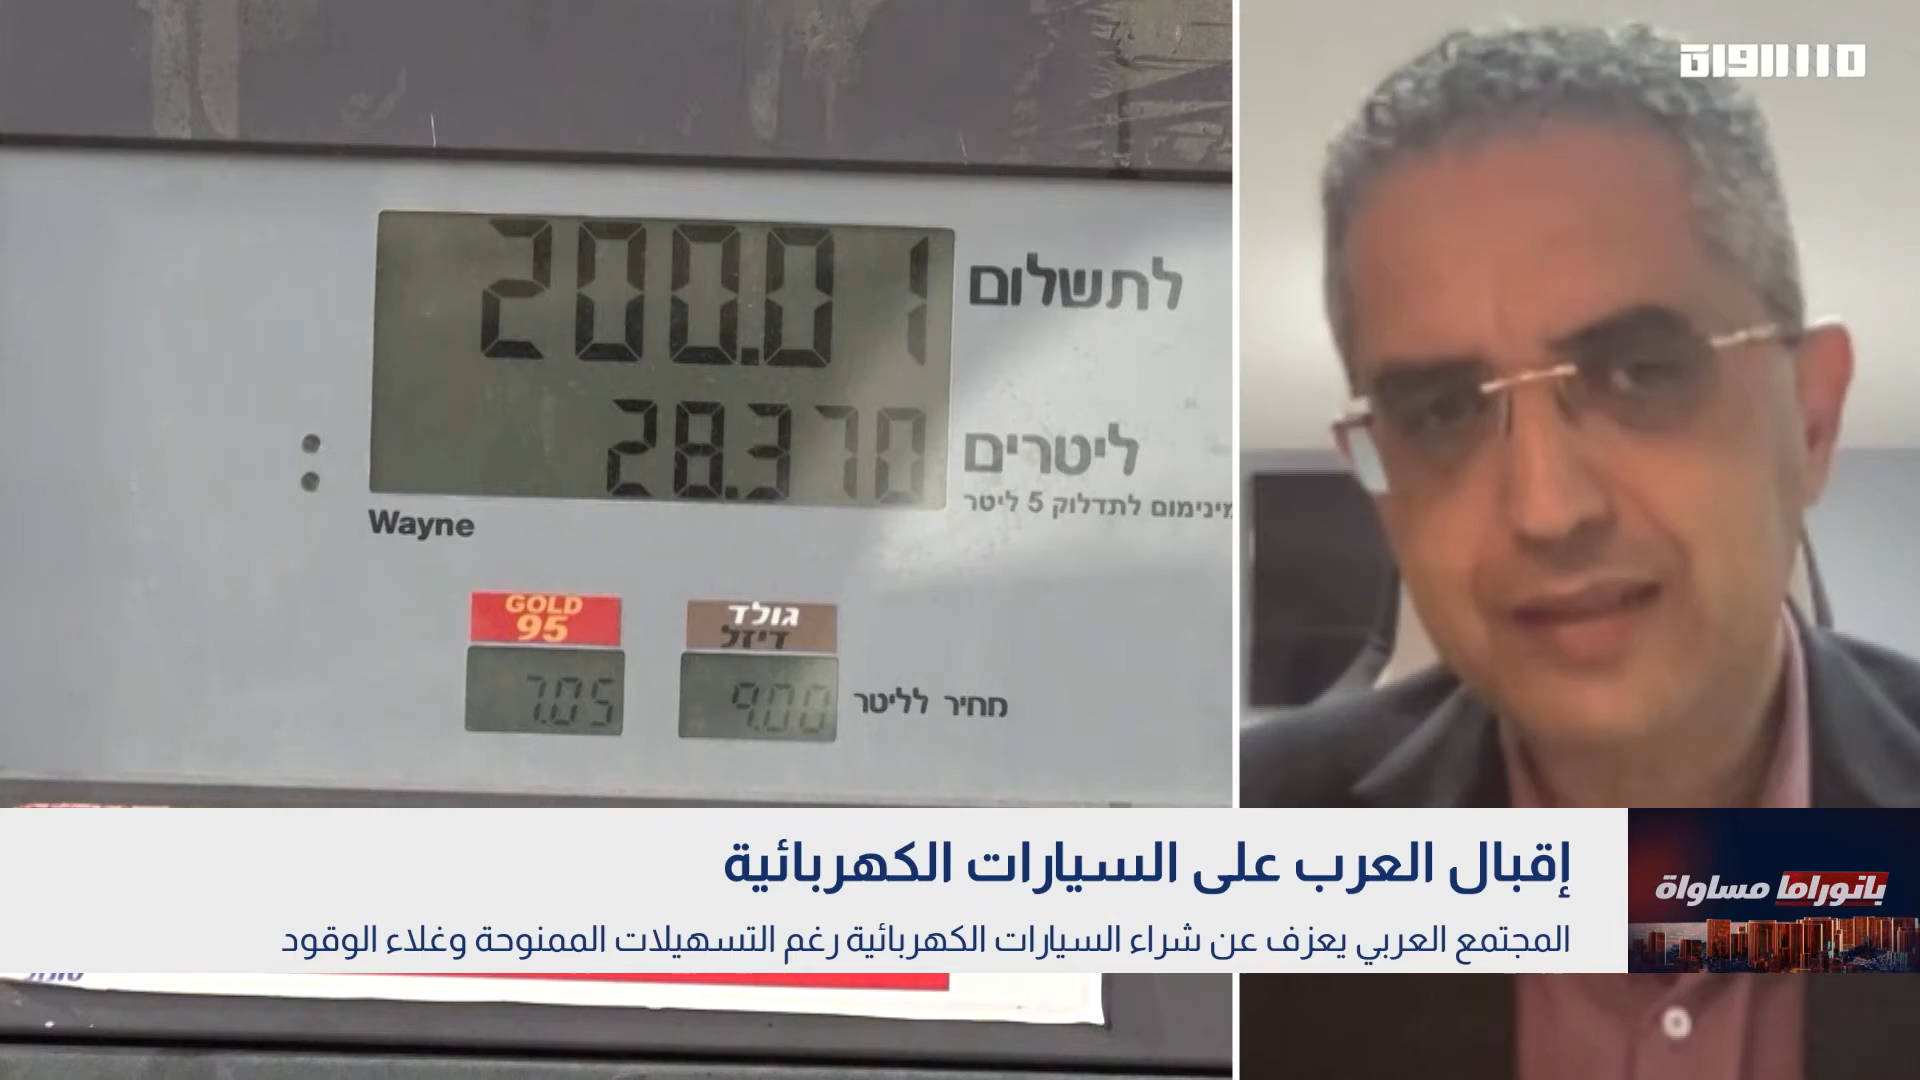 مساواة
200.01
לתשלום
28.370
ליטרים
מינימום לתדלוק 5 ליטר
Wayne
GOLD
95
גולד
דיזל
7.05
9.00
מחיר לליטר
إقبال العرب على السيارات الكهربائية
المجتمع العربي يعزف عن شراء السيارات الكهربائية رغم التسهيلات الممنوحة وغلاء الوقود
بانوراما مساواة